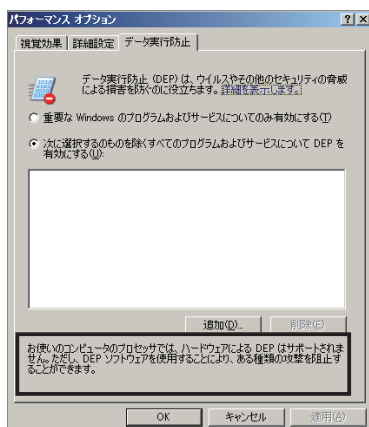 パフォーマンス オプション
視覚効果 詳細設定 データ実行防止
データ実行防止 (DEP) は、ウイルスやその他のセキュリティの脅威
による損害を防ぐのに役立ちます。詳細を表示します。
重要な Windows のプログラムおよびサービスについてのみ有効にする(T)
次に選択するものを除くすべてのプログラムおよびサービスについて DEP を
有効にする(U):
追加(D)... 削除(E)
お使いのコンピュータのプロセッサでは、ハードウェアによる DEP はサポートされま
せん。ただし、DEP ソフトウェアを使用することにより、ある種類の攻撃を阻止す
ることができます。
OK キャンセル 適用(A)